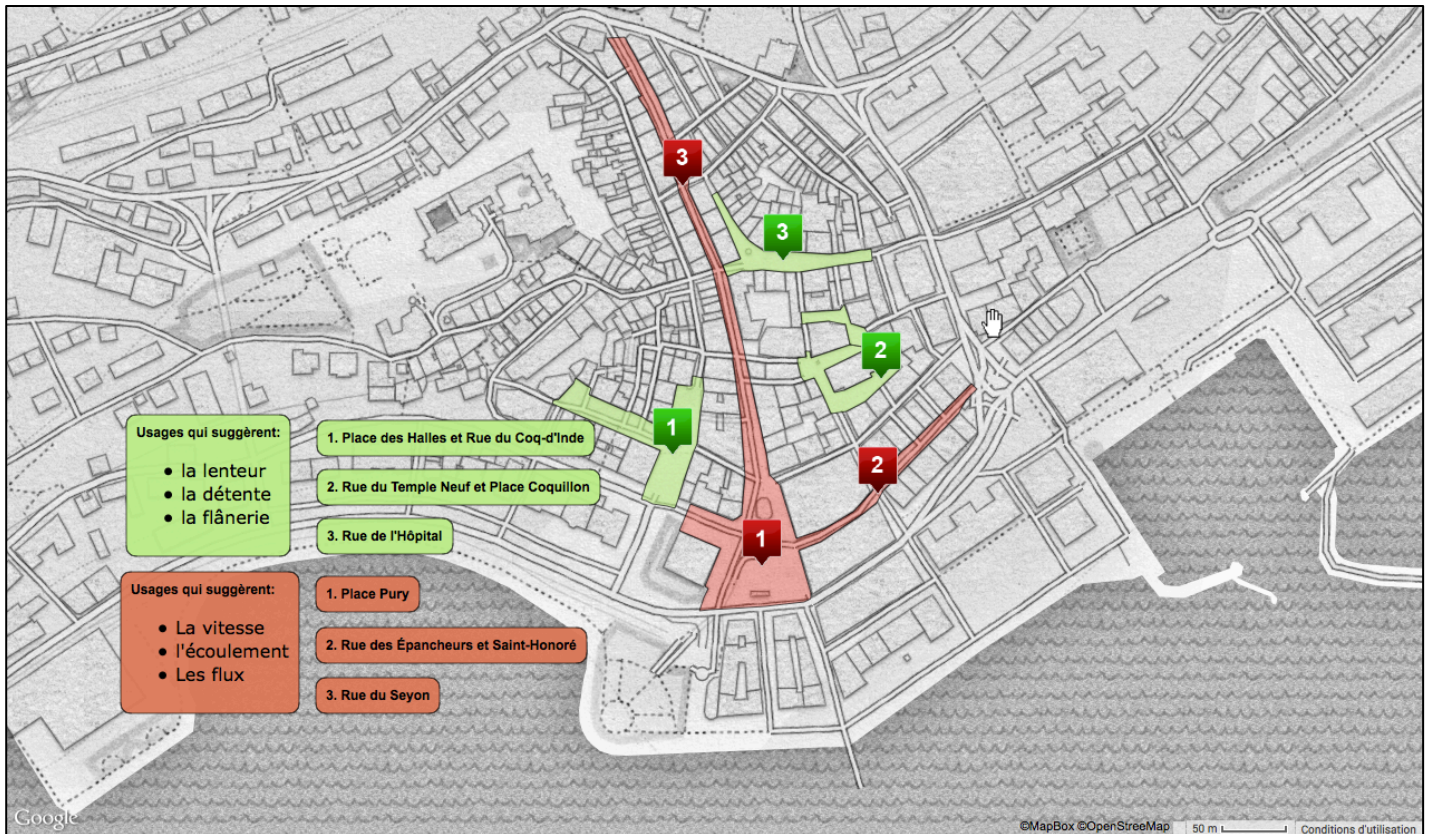 3
3
2
1
2
1
Usages qui suggèrent:
• la lenteur
• la détente
• la flânerie
1. Place des Halles et Rue du Coq-d'Inde
2. Rue du Temple Neuf et Place Coquillon
3. Rue de l'Hôpital
Usages qui suggèrent:
• La vitesse
• l'écoulement
• Les flux
1. Place Pury
2. Rue des Épancheurs et Saint-Honoré
3. Rue du Seyon
Google
©MapBox ©OpenStreeMap
50 m
Conditions d'utilisation